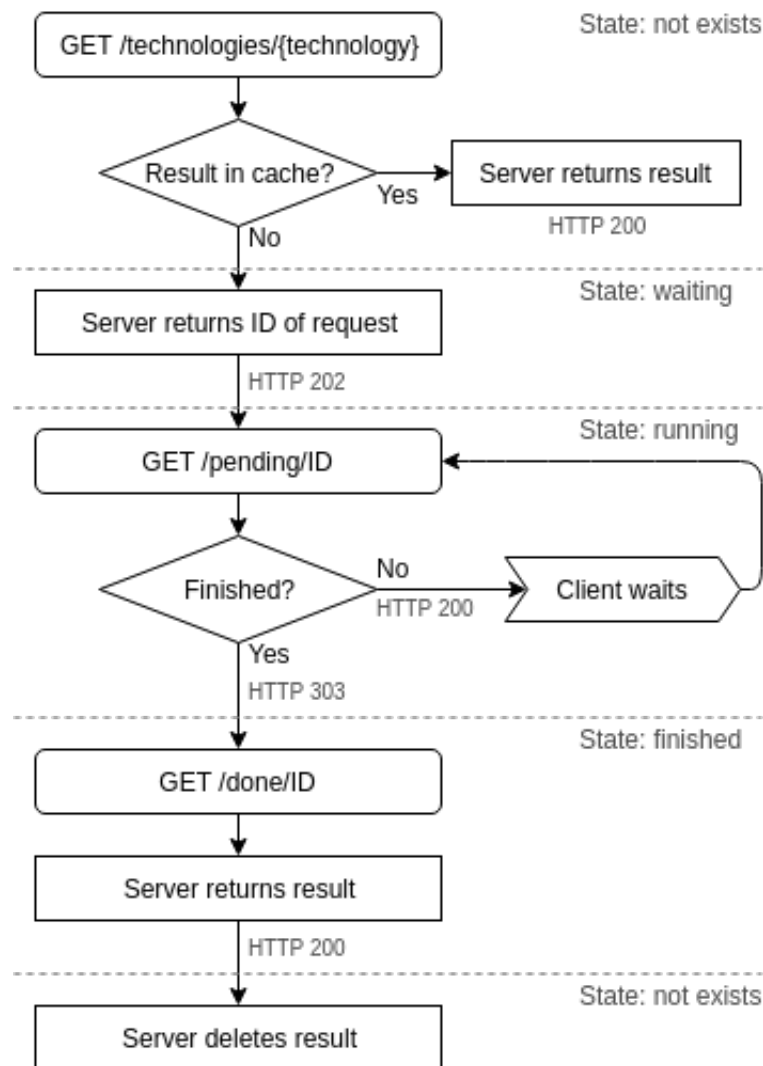 State: not exists
GET /technologies/{technology}
Result in cache?
Yes
Server returns result
HTTP 200
No
State: waiting
Server returns ID of request
HTTP 202
State: running
GET /pending/ID
Finished?
No
HTTP 200
Client waits
Yes
HTTP 303
State: finished
GET /done/ID
Server returns result
HTTP 200
State: not exists
Server deletes result